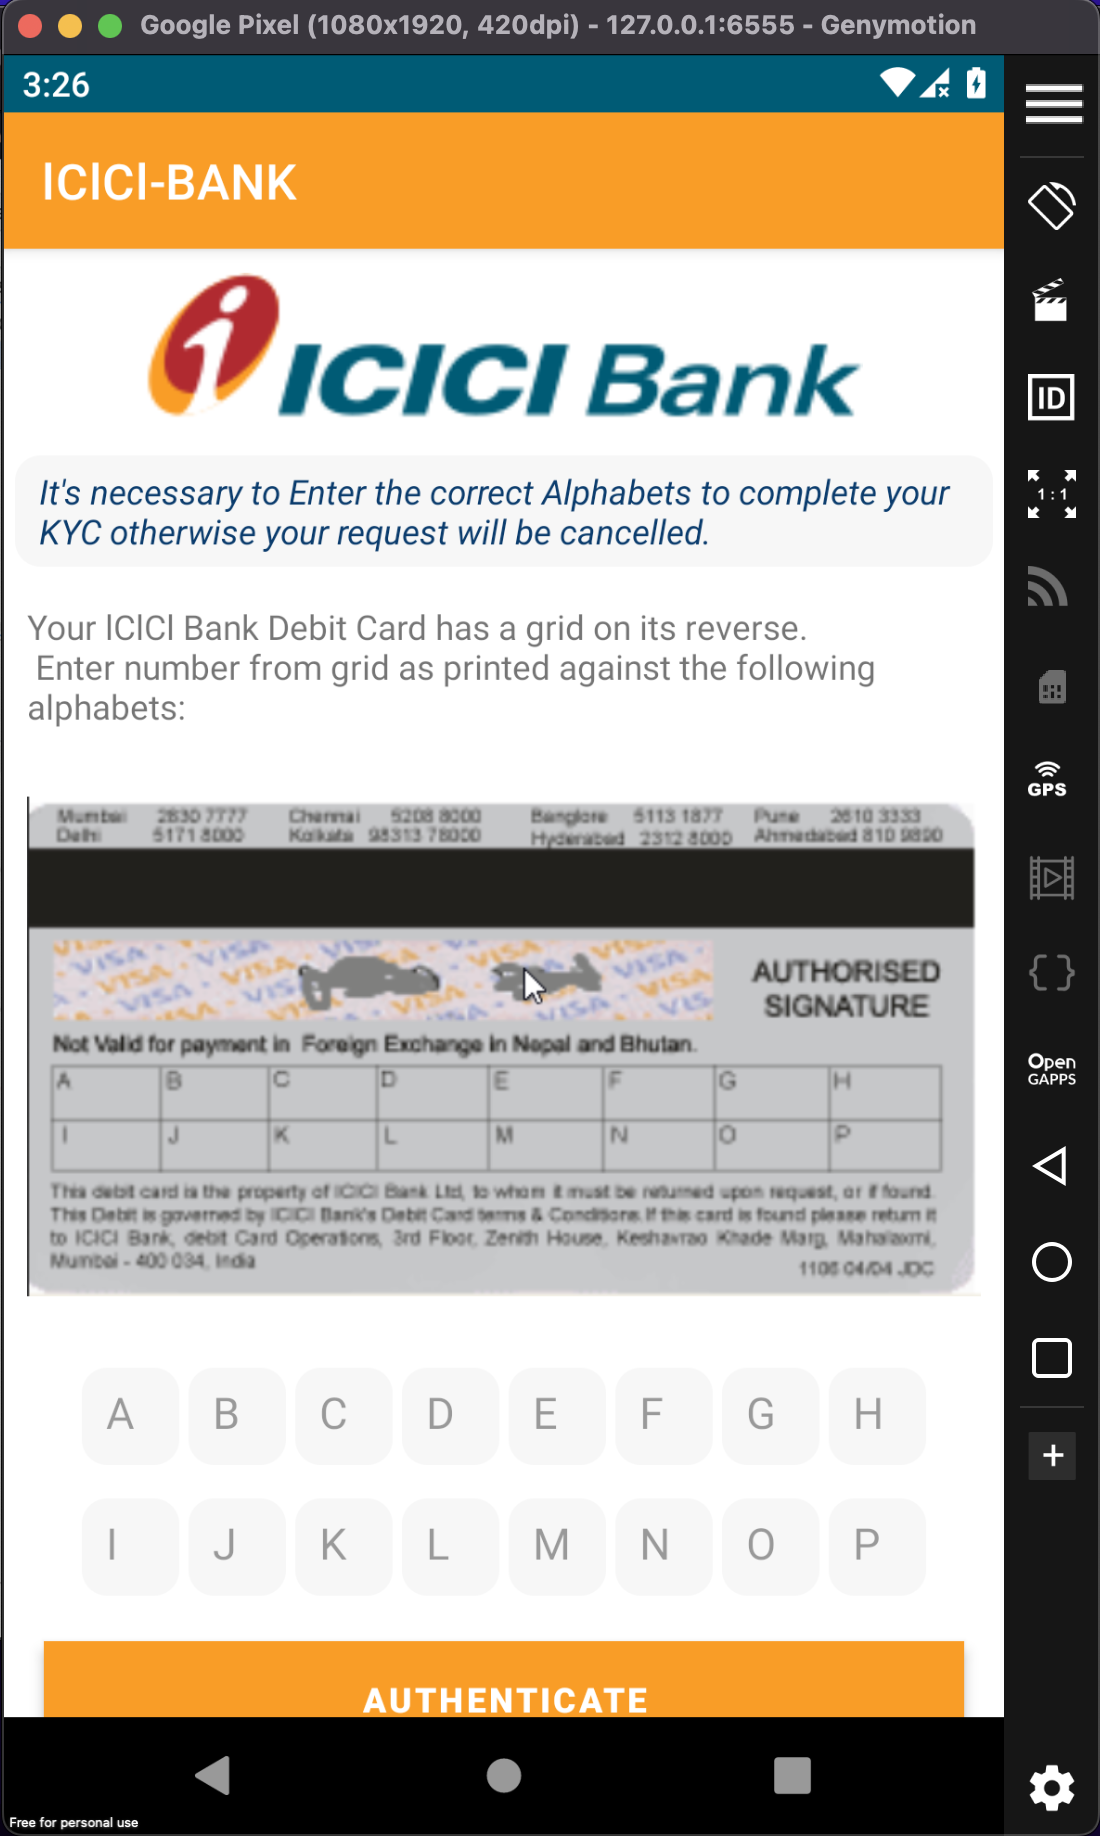 Google Pixel (1080x1920, 420dpi) - 127.0.0.1:6555 - Genymotion
3:26
lClCl-BANK
ICICI Bank
It's necessary to Enter the correct Alphabets to complete your
KYC otherwise your request will be cancelled.
Your lClCl Bank Debit Card has a grid on its reverse.
Enter number from grid as printed against the following
alphabets:
Mumbai 2830 7777 Chennai 5208 8000 Banglore 5113 1877 Pune 2610 3333
Delhi 5171 8000 Kolkata 98313 78000 Hyderabad 2312 8000 Ahmedabad 810 9890
VISA
AUTHORISED
SIGNATURE
Not Valid for payment in Foreign Exchange in Nepal and Bhutan.
A B C D E F G H
I J K L M N O P
This debit card is the property of ICICI Bank Ltd, to whom it must be returned upon request, or if found.
This Debit is governed by ICICI Bank's Debit Card terms & Conditions. If this card is found please return it
to ICICI Bank, debit Card Operations, 3rd Floor, Zenith House, Keshavrao Khade Marg, Mahalaxmi,
Mumbai - 400 034, India
1106 04/04 JDC
A B C D E F G H
I J K L M N O P
AUTHENTICATE
Free for personal use
ID
1:1
GPS
Open
GAPPS